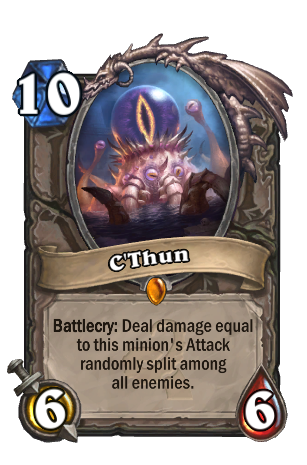 10
C'Thun
Battlecry: Deal damage equal
to this minion's Attack
randomly split among
all enemies.
6
6